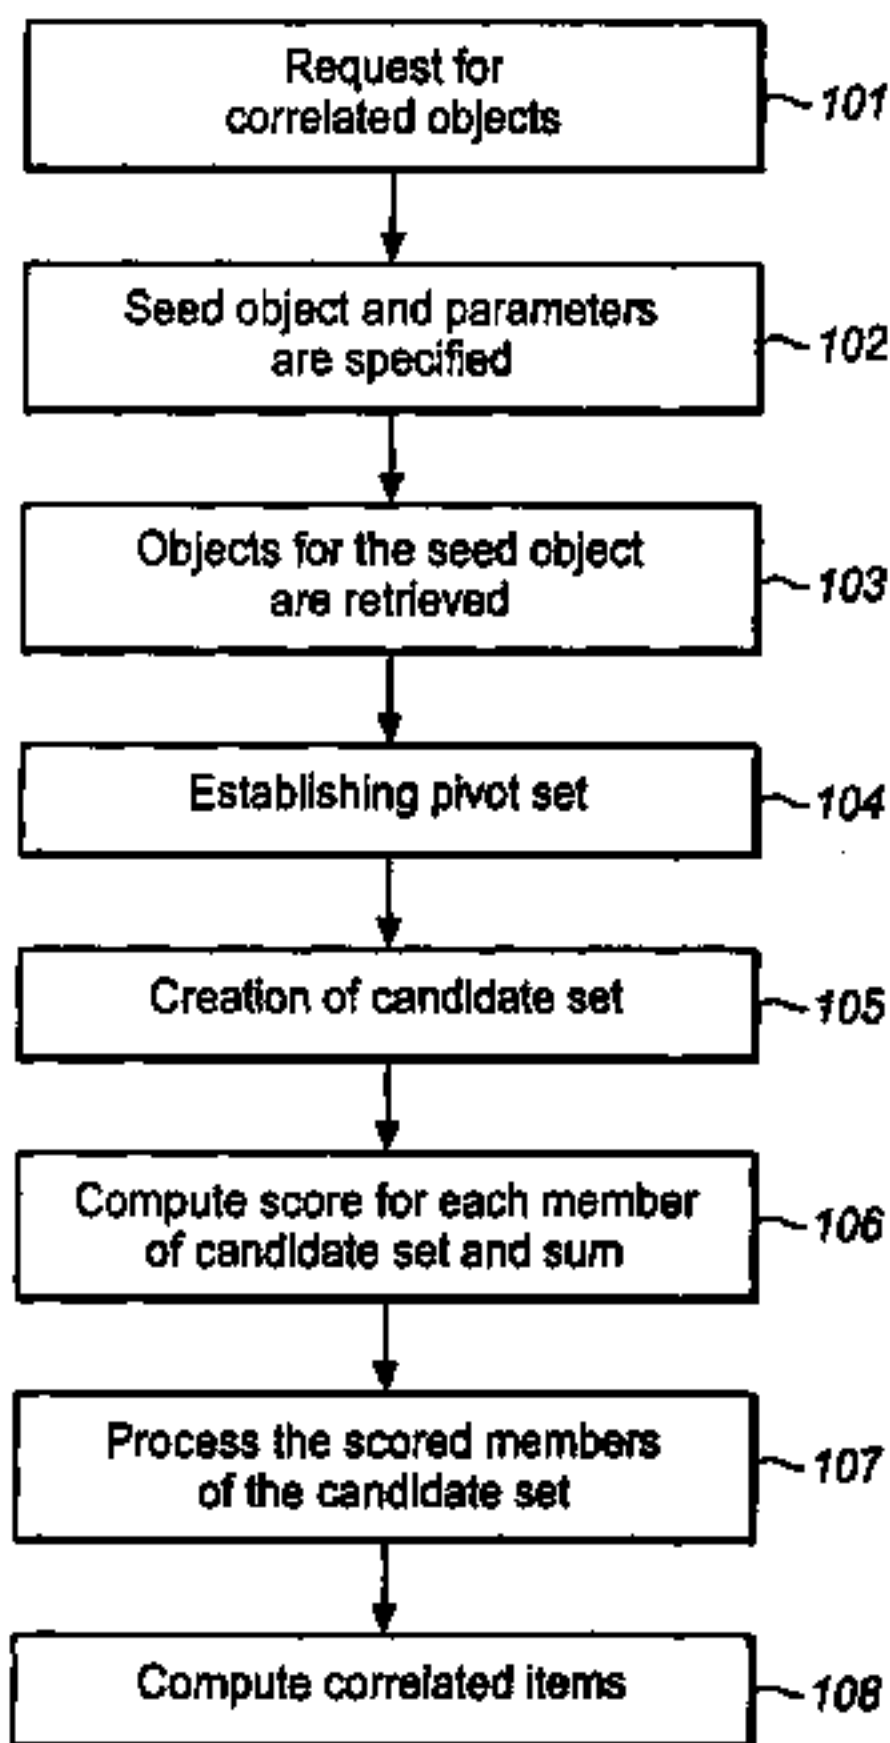 Request for
correlated objects
101
Seed object and parameters
are specified
102
Objects for the seed object
are retrieved
103
Establishing pivot set
104
Creation of candidate set
105
Compute score for each member
of candidate set and sum
106
Process the scored members
of the candidate set
107
Compute correlated items
108